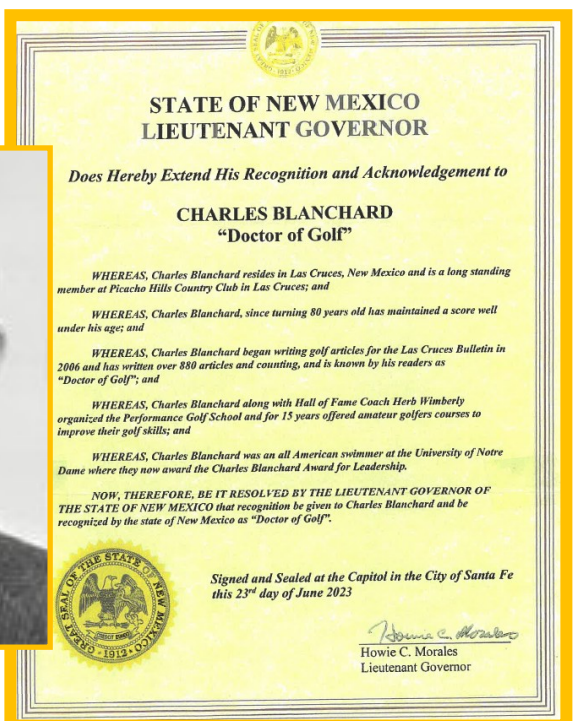 STATE OF NEW MEXICO
LIEUTENANT GOVERNOR
Does Hereby Extend His Recognition and Acknowledgement to
CHARLES BLANCHARD
“Doctor of Golf”
WHEREAS, Charles Blanchard resides in Las Cruces, New Mexico and is a long standing
member at Picacho Hills Country Club in Las Cruces; and
WHEREAS, Charles Blanchard, since turning 80 years old has maintained a score well
under his age; and
WHEREAS, Charles Blanchard began writing golf articles for the Las Cruces Bulletin in
2006 and has written over 880 articles and counting, and is known by his readers as
“Doctor of Golf”; and
WHEREAS, Charles Blanchard along with Hall of Fame Coach Herb Wimberly
organized the Performance Golf School and for 15 years offered amateur golfers courses to
improve their golf skills; and
WHEREAS, Charles Blanchard was an all American swimmer at the University of Notre
Dame where they now award the Charles Blanchard Award for Leadership.
NOW, THEREFORE, BE IT RESOLVED BY THE LIEUTENANT GOVERNOR OF
THE STATE OF NEW MEXICO that recognition be given to Charles Blanchard and be
recognized by the state of New Mexico as “Doctor of Golf”.
GREAT SEAL OF THE STATE OF NEW MEXICO
•1912•
Signed and Sealed at the Capitol in the City of Santa Fe
this 23rd day of June 2023
Howie C. Morales
Howie C. Morales
Lieutenant Governor